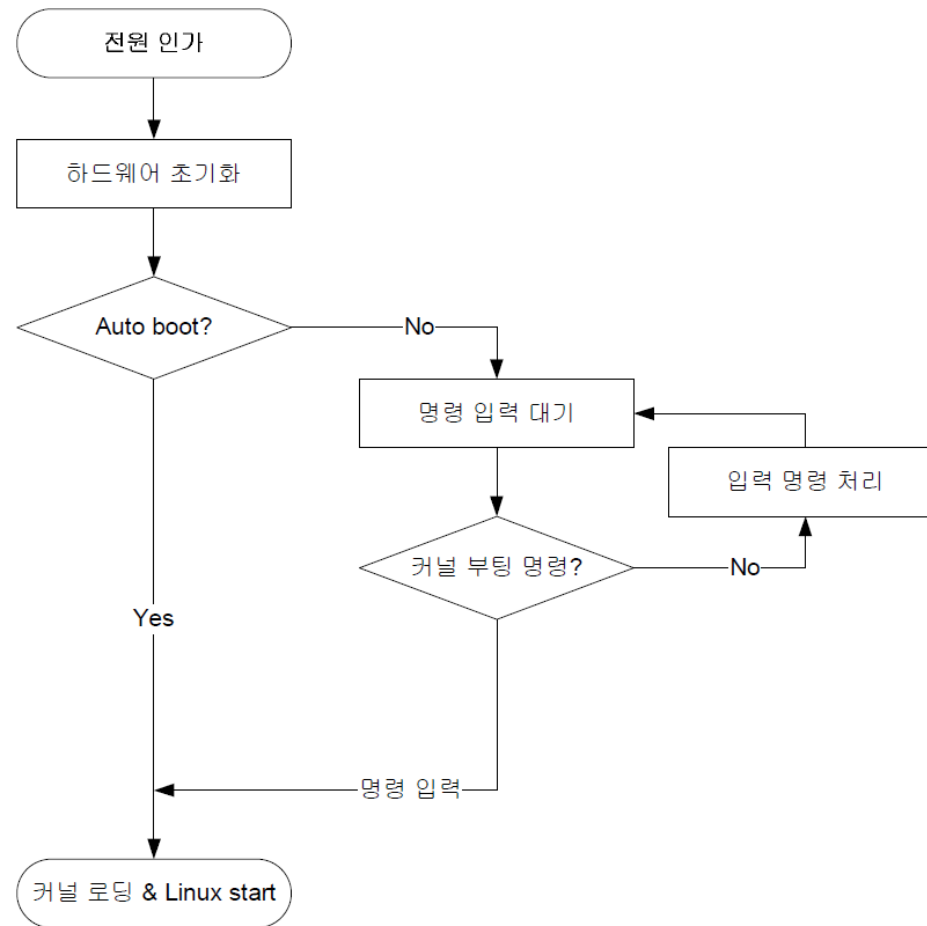 전원 인가
하드웨어 초기화
Auto boot?
No
명령 입력 대기
입력 명령 처리
커널 부팅 명령?
No
Yes
명령 입력
커널 로딩 & Linux start